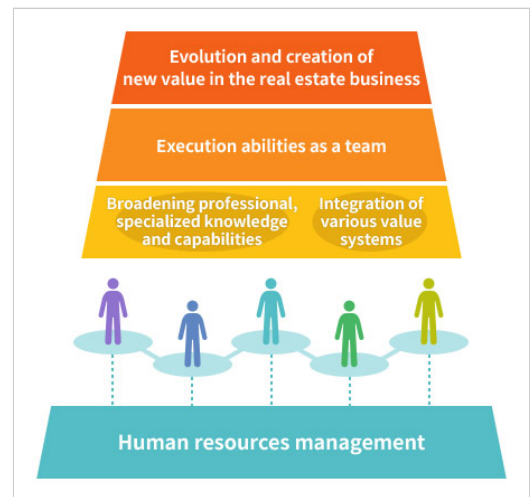 Evolution and creation of
new value in the real estate business
Execution abilities as a team
Broadening professional,
specialized knowledge
and capabilities
Integration of
various value
systems
Human resources management